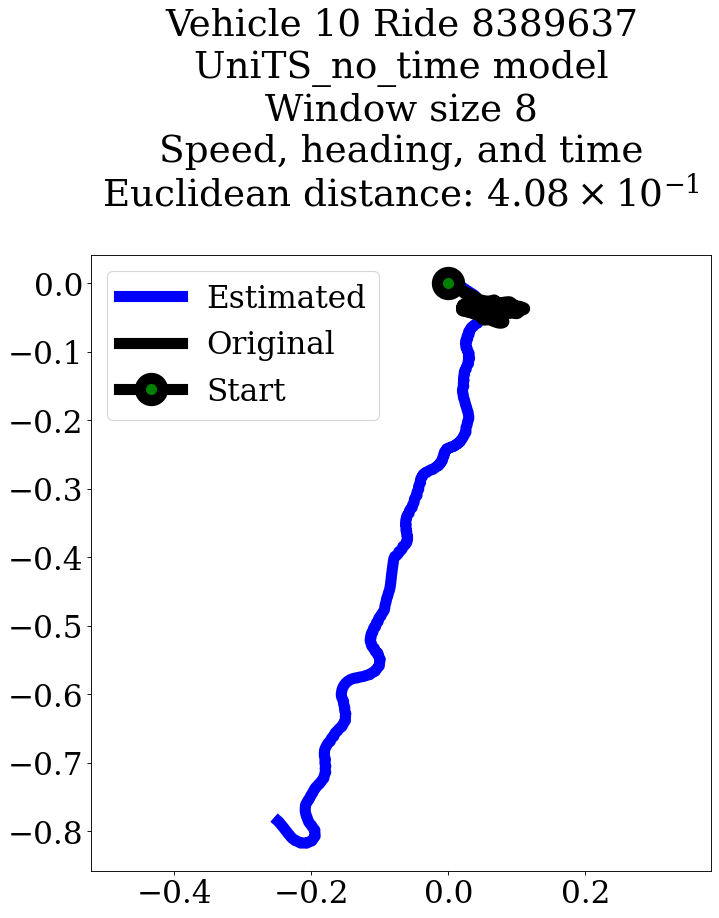 Vehicle 10 Ride 8389637
UniTS_no_time model
Window size 8
Speed, heading, and time
Euclidean distance: 4.08 × 10⁻¹
Estimated
Original
Start
0.0
−0.1
−0.2
−0.3
−0.4
−0.5
−0.6
−0.7
−0.8
−0.4 −0.2 0.0 0.2